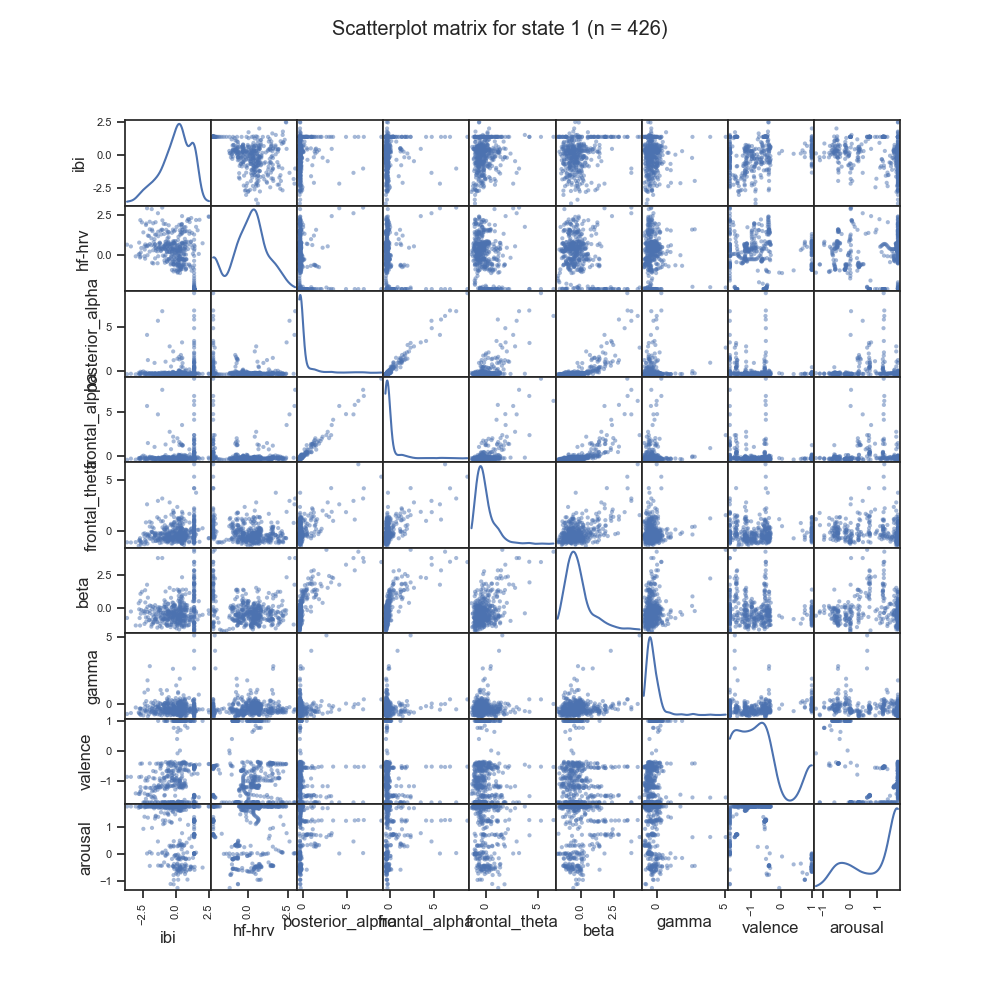 Scatterplot matrix for state 1 (n = 426)
ibi
2.5
0.0
-2.5
hf-hrv
2.5
0.0
posterior_alpha
5
0
frontal_alpha
5
0
frontal_theta
5
0
beta
2.5
0.0
gamma
5
0
valence
1
0
−1
arousal
1
0
−1
−2.5 0.0 2.5 0.0 2.5 0 5 0 5 0 5 0.0 2.5 0 5 −1 0 1 −1 0 1
ibi hf-hrv posterior_alpha frontal_alpha frontal_theta beta gamma valence arousal